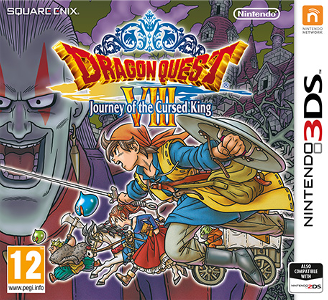 SQUARE ENIX
Nintendo
NINTENDO
NETWORK
DRAGON QUEST
VIII
Journey of the Cursed King
NINTENDO 3DS
12
www.pegi.info
ALSO
COMPATIBLE
WITH
NINTENDO 2DS